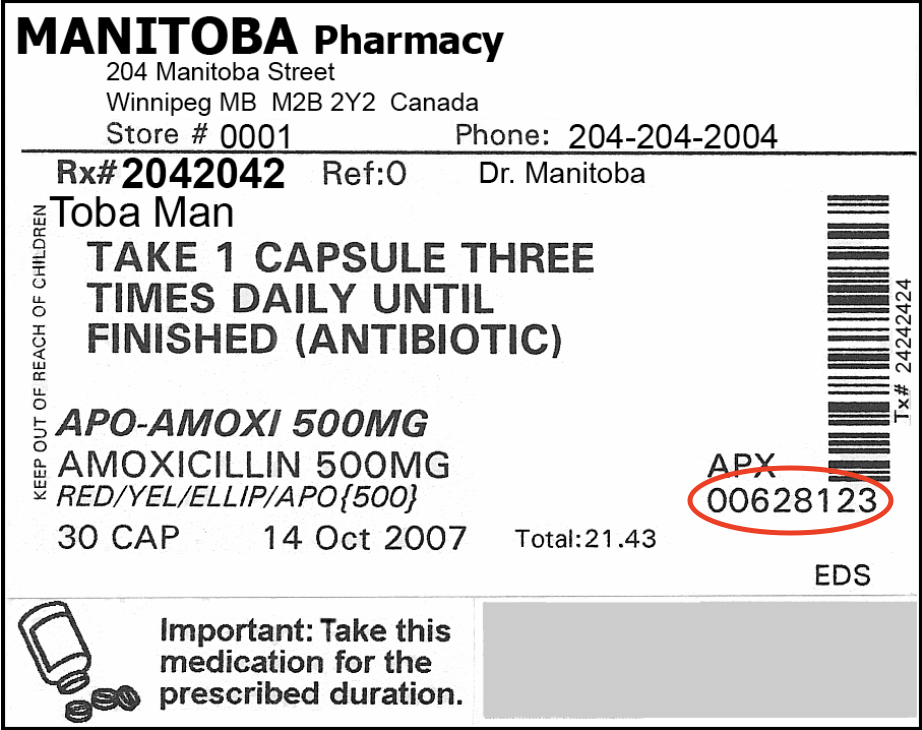 MANITOBA Pharmacy
204 Manitoba Street
Winnipeg MB M2B 2Y2 Canada
Store # 0001 Phone: 204-204-2004
Rx#2042042 Ref:0 Dr. Manitoba
Toba Man
KEEP OUT OF REACH OF CHILDREN
TAKE 1 CAPSULE THREE
TIMES DAILY UNTIL
FINISHED (ANTIBIOTIC)
Tx# 24242424
APO-AMOXI 500MG
AMOXICILLIN 500MG APX
RED/YEL/ELLIP/APO{500} 00628123
30 CAP 14 Oct 2007 Total:21.43
EDS
Important: Take this
medication for the
prescribed duration.